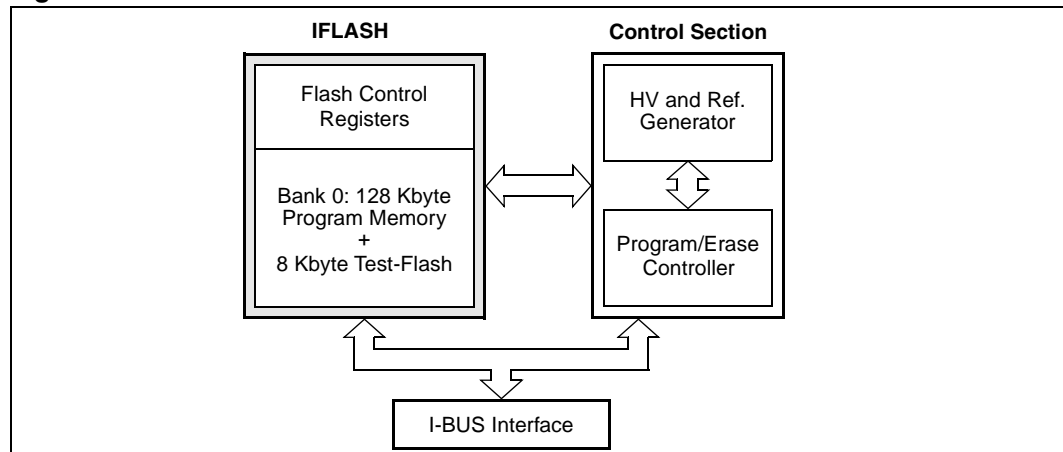 IFLASH
Control Section
Flash Control
Registers
HV and Ref.
Generator
Bank 0: 128 Kbyte
Program Memory
+
8 Kbyte Test-Flash
Program/Erase
Controller
I-BUS Interface